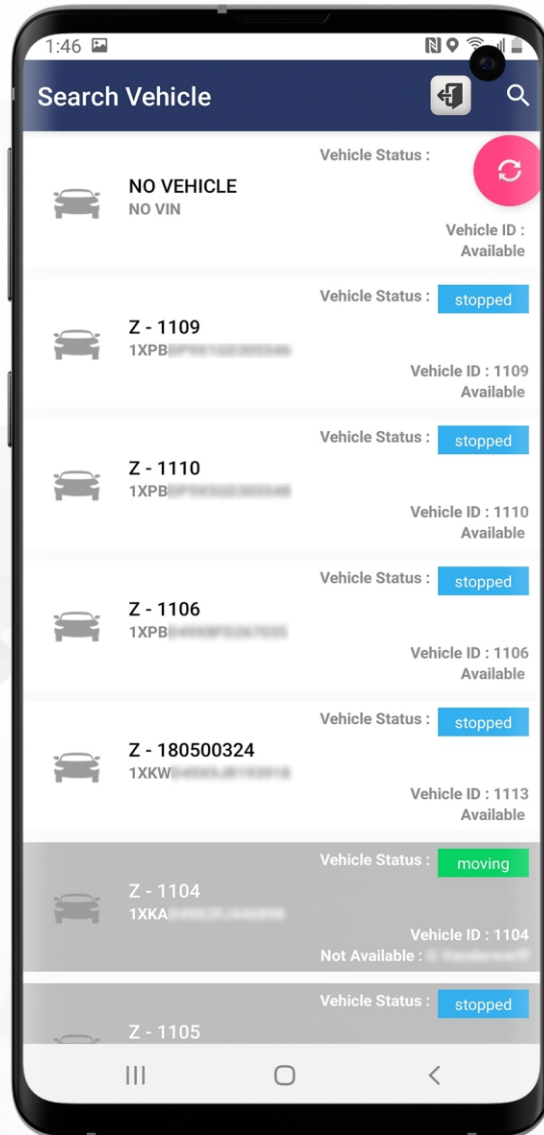 1:46
Search Vehicle
Vehicle Status :
NO VEHICLE
NO VIN
Vehicle ID :
Available
Vehicle Status : stopped
Z - 1109
1XPB
Vehicle ID : 1109
Available
Vehicle Status : stopped
Z - 1110
1XPB
Vehicle ID : 1110
Available
Vehicle Status : stopped
Z - 1106
1XPB
Vehicle ID : 1106
Available
Vehicle Status : stopped
Z - 180500324
1XKW
Vehicle ID : 1113
Available
Vehicle Status : moving
Z - 1104
1XKA
Vehicle ID : 1104
Not Available :
Vehicle Status : stopped
Z - 1105